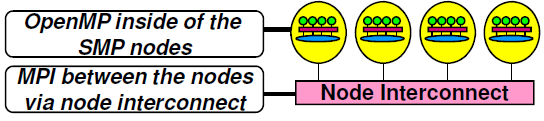 OpenMP inside of the
SMP nodes
MPI between the nodes
via node interconnect
Node Interconnect